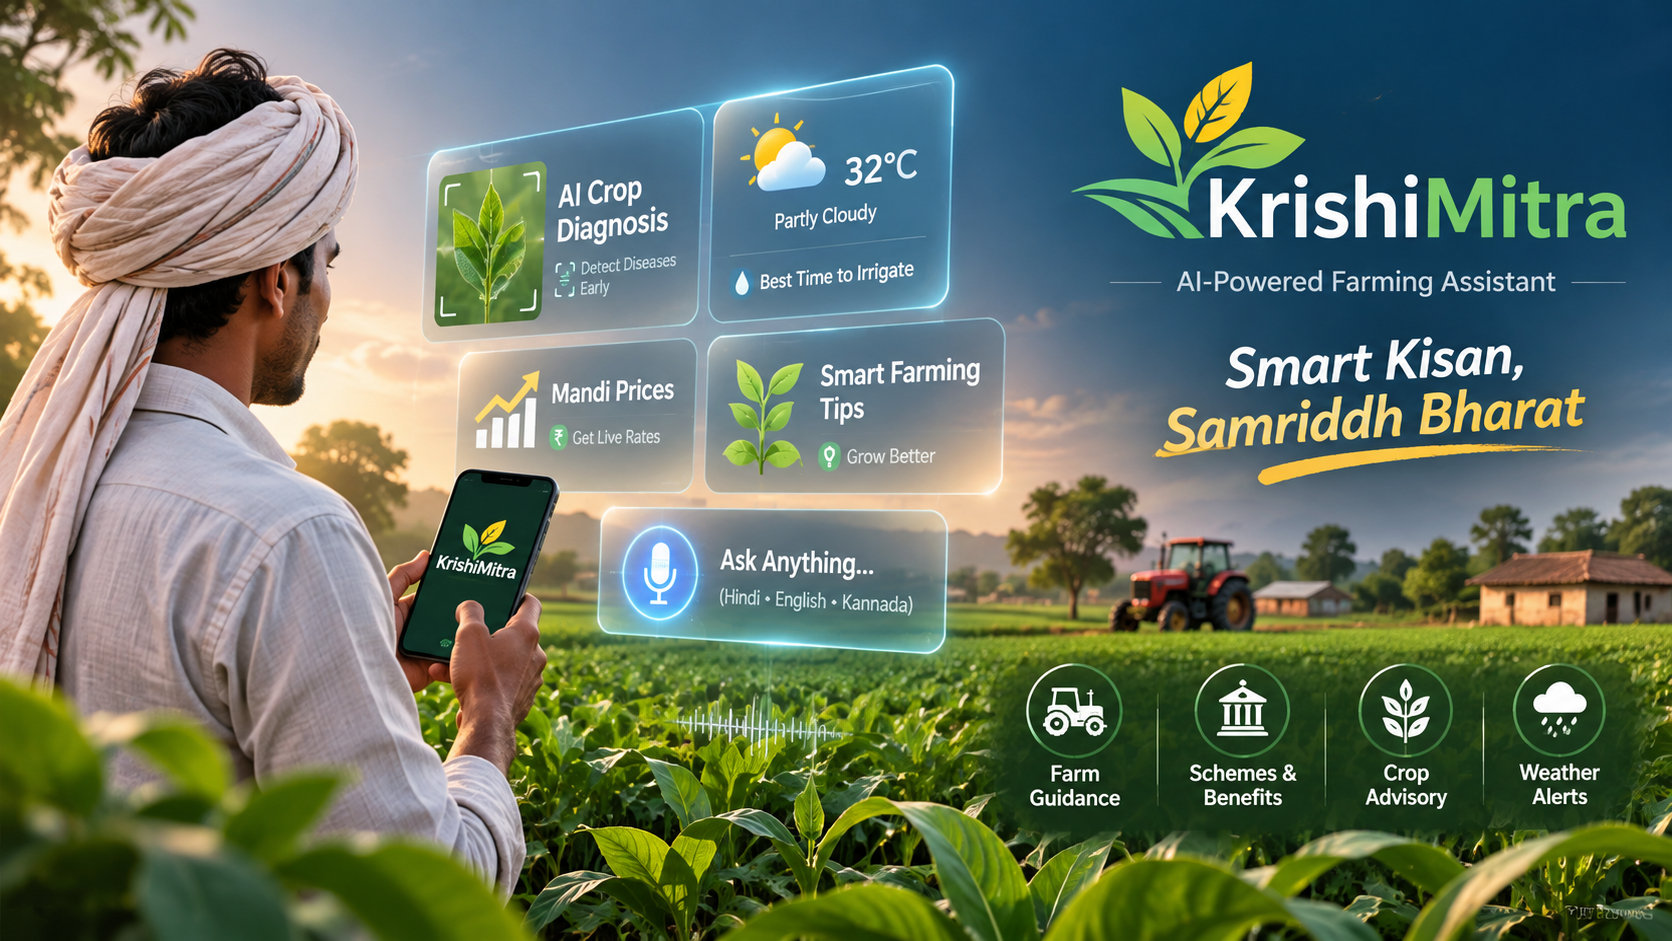 AI Crop
Diagnosis
Detect Diseases
Early
32°C
Partly Cloudy
Best Time to Irrigate
Mandi Prices
₹ Get Live Rates
Smart Farming
Tips
Grow Better
KrishiMitra
Ask Anything...
(Hindi • English • Kannada)
KrishiMitra
AI-Powered Farming Assistant
Smart Kisan,
Samriddh Bharat
Farm
Guidance
Schemes &
Benefits
Crop
Advisory
Weather
Alerts